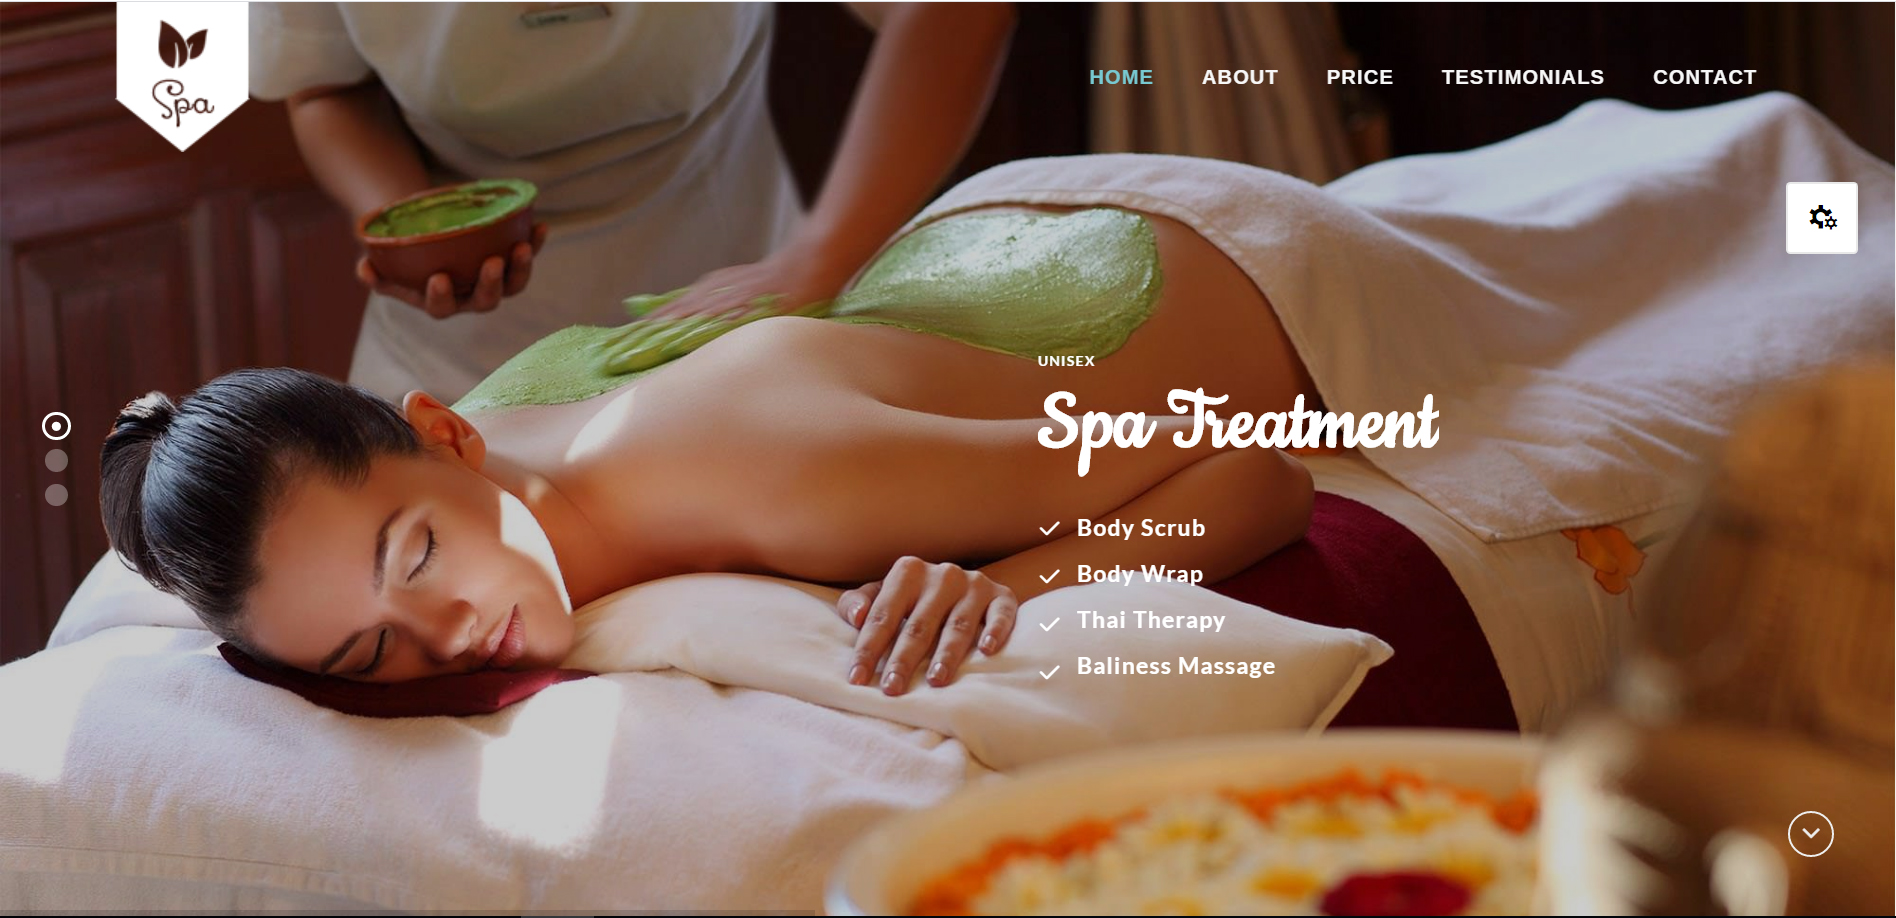 Spa
HOME ABOUT PRICE TESTIMONIALS CONTACT
UNISEX
Spa Treatment
Body Scrub
Body Wrap
Thai Therapy
Baliness Massage